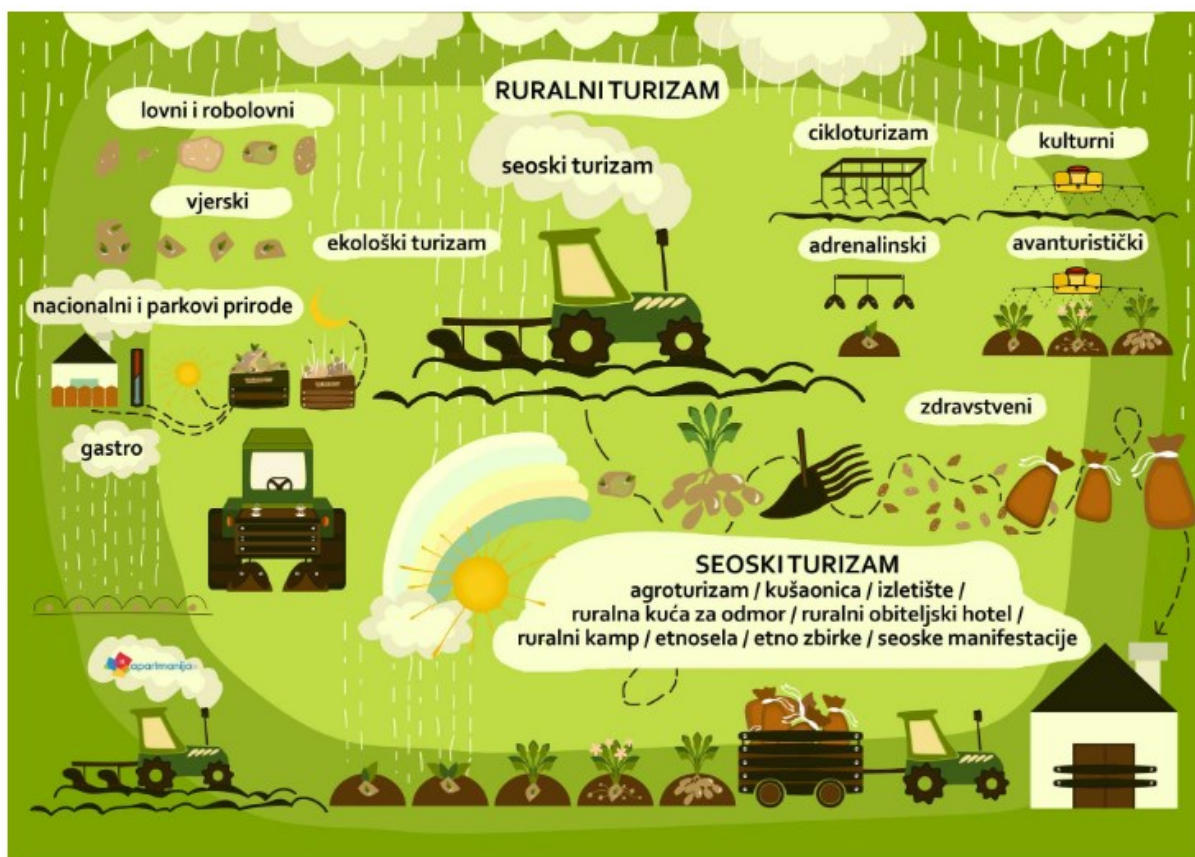 RURALNI TURIZAM
lovni i robolovni
cikloturizam
kulturni
seoski turizam
vjerski
ekološki turizam
adrenalinski
avanturistički
nacionalni i parkovi prirode
zdravstveni
gastro
SEOSKI TURIZAM
agroturizam / kušaonica / izletište /
ruralna kuća za odmor / ruralni obiteljski hotel /
ruralni kamp / etnosela / etno zbirke / seoske manifestacije
apartmanija